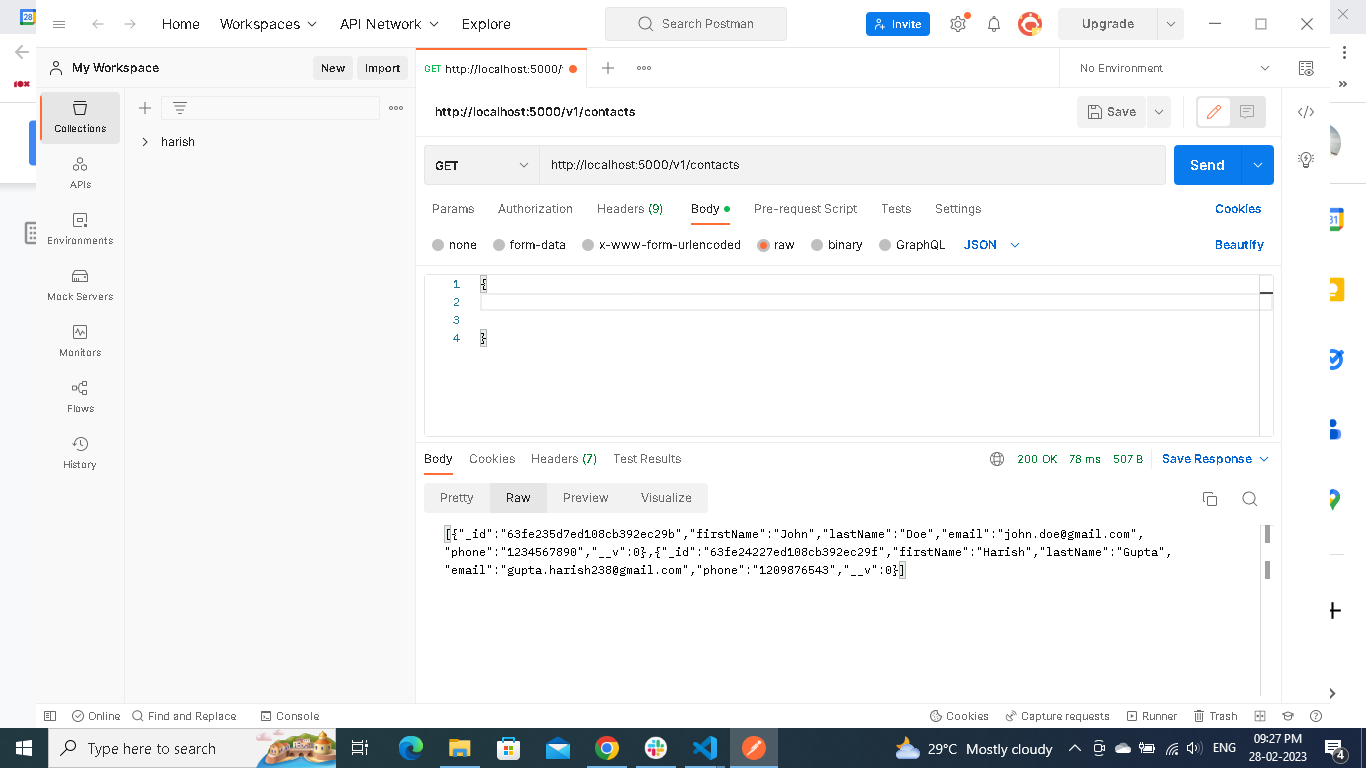 Home
Workspaces
API Network
Explore
Search Postman
Invite
Upgrade
My Workspace
New
Import
GET http://localhost:5000/
No Environment
Collections
harish
http://localhost:5000/v1/contacts
Save
APIs
GET
http://localhost:5000/v1/contacts
Send
Environments
Params
Authorization
Headers (9)
Body
Pre-request Script
Tests
Settings
Cookies
none
form-data
x-www-form-urlencoded
raw
binary
GraphQL
JSON
Beautify
Mock Servers
Monitors
Flows
History
1 {
2
3
4 }
Body
Cookies
Headers (7)
Test Results
200 OK
78 ms
507 B
Save Response
Pretty
Raw
Preview
Visualize
[{"_id":"63fe235d7ed108cb392ec29b","firstName":"John","lastName":"Doe","email":"john.doe@gmail.com",
"phone":"1234567890","__v":0},{"_id":"63fe24227ed108cb392ec29f","firstName":"Harish","lastName":"Gupta",
"email":"gupta.harish238@gmail.com","phone":"1209876543","__v":0}]
Online
Find and Replace
Console
Cookies
Capture requests
Runner
Trash
Type here to search
29°C Mostly cloudy
ENG
09:27 PM
28-02-2023
4
31
10X